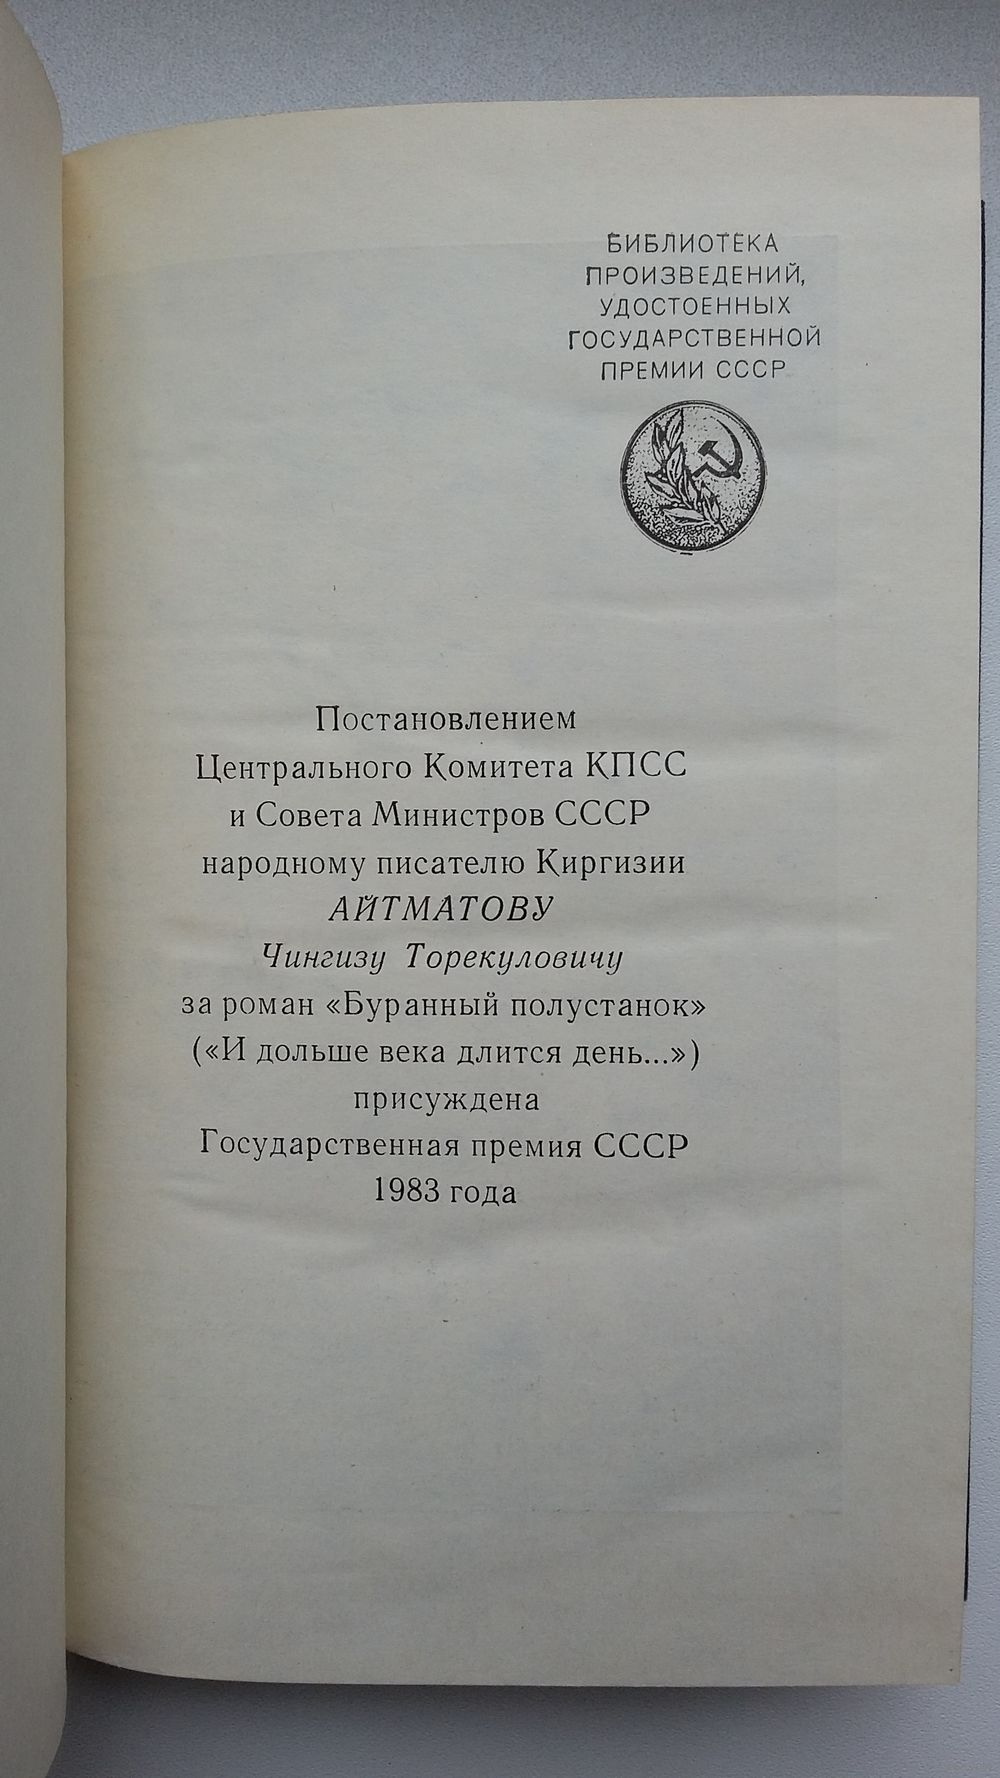 БИБЛИОТЕКА
ПРОИЗВЕДЕНИЙ,
УДОСТОЕННЫХ
ГОСУДАРСТВЕННОЙ
ПРЕМИИ СССР
Постановлением
Центрального Комитета КПСС
и Совета Министров СССР
народному писателю Киргизии
АЙТМАТОВУ
Чингизу Торекуловичу
за роман «Буранный полустанок»
(«И дольше века длится день...»)
присуждена
Государственная премия СССР
1983 года